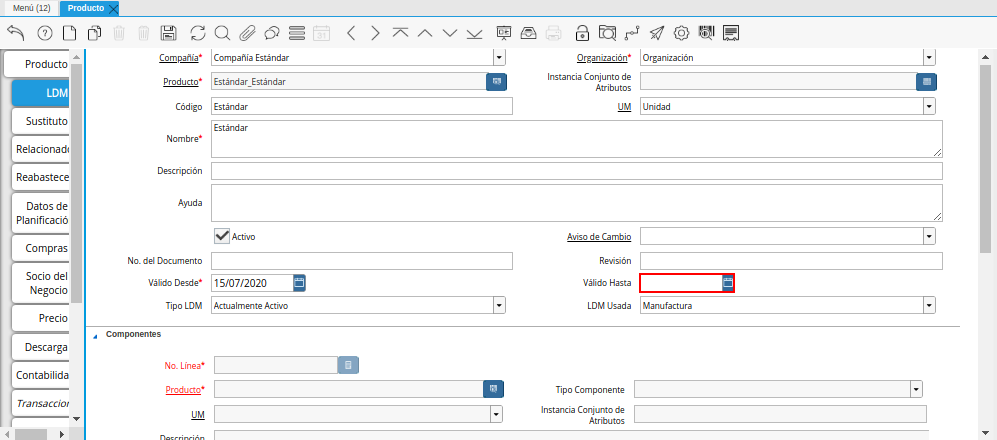 Menú (12) Producto
Producto
LDM
Sustituto
Relacionado
Reabastece
Datos de
Planificació
Compras
Socio del
Negocio
Precio
Descarga
Contabilida
Transaccion
Compañía* Compañía Estándar Organización* Organización
Producto* Estándar_Estándar Instancia Conjunto de
Atributos
Código Estándar UM Unidad
Nombre* Estándar
Descripción
Ayuda
Activo Aviso de Cambio
No. del Documento Revisión
Válido Desde* 15/07/2020 Válido Hasta
Tipo LDM Actualmente Activo LDM Usada Manufactura
Componentes
No. Línea*
Producto* Tipo Componente
UM Instancia Conjunto de
Atributos
Descripción